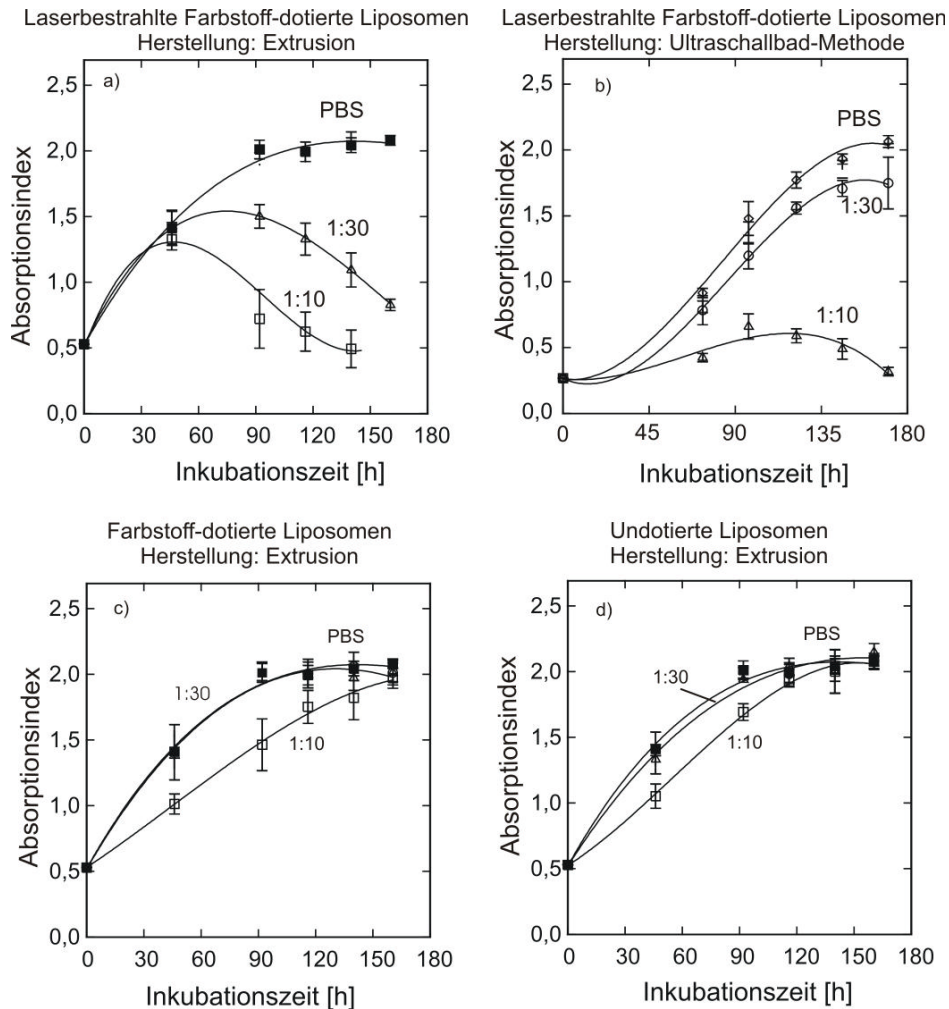 Laserbestrahlte Farbstoff-dotierte Liposomen
Herstellung: Extrusion
a)
PBS
1:30
1:10
2,5
2,0
1,5
1,0
0,5
0,0
Absorptionsindex
0 30 60 90 120 150 180
Inkubationszeit [h]
Laserbestrahlte Farbstoff-dotierte Liposomen
Herstellung: Ultraschallbad-Methode
b)
PBS
1:30
1:10
2,5
2,0
1,5
1,0
0,5
0,0
Absorptionsindex
0 45 90 135 180
Inkubationszeit [h]
Farbstoff-dotierte Liposomen
Herstellung: Extrusion
c)
PBS
1:30
1:10
2,5
2,0
1,5
1,0
0,5
0,0
Absorptionsindex
0 30 60 90 120 150 180
Inkubationszeit [h]
Undotierte Liposomen
Herstellung: Extrusion
d)
PBS
1:30
1:10
2,5
2,0
1,5
1,0
0,5
0,0
Absorptionsindex
0 30 60 90 120 150 180
Inkubationszeit [h]